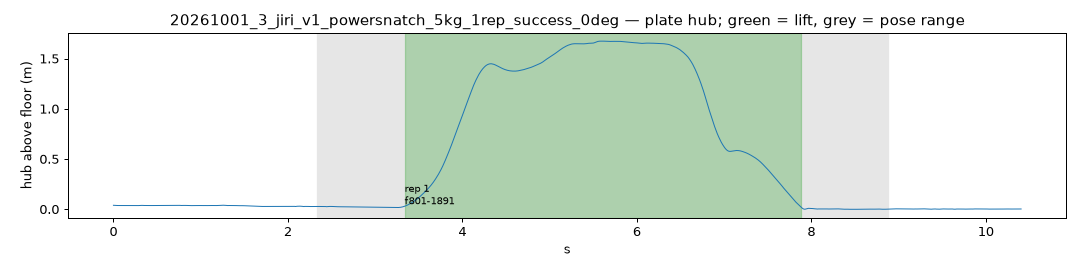 20261001_3_jiri_v1_powersnatch_5kg_1rep_success_0deg — plate hub; green = lift, grey = pose range
hub above floor (m)
1.5
1.0
0.5
0.0
rep 1
f801-1891
0 2 4 6 8 10
s